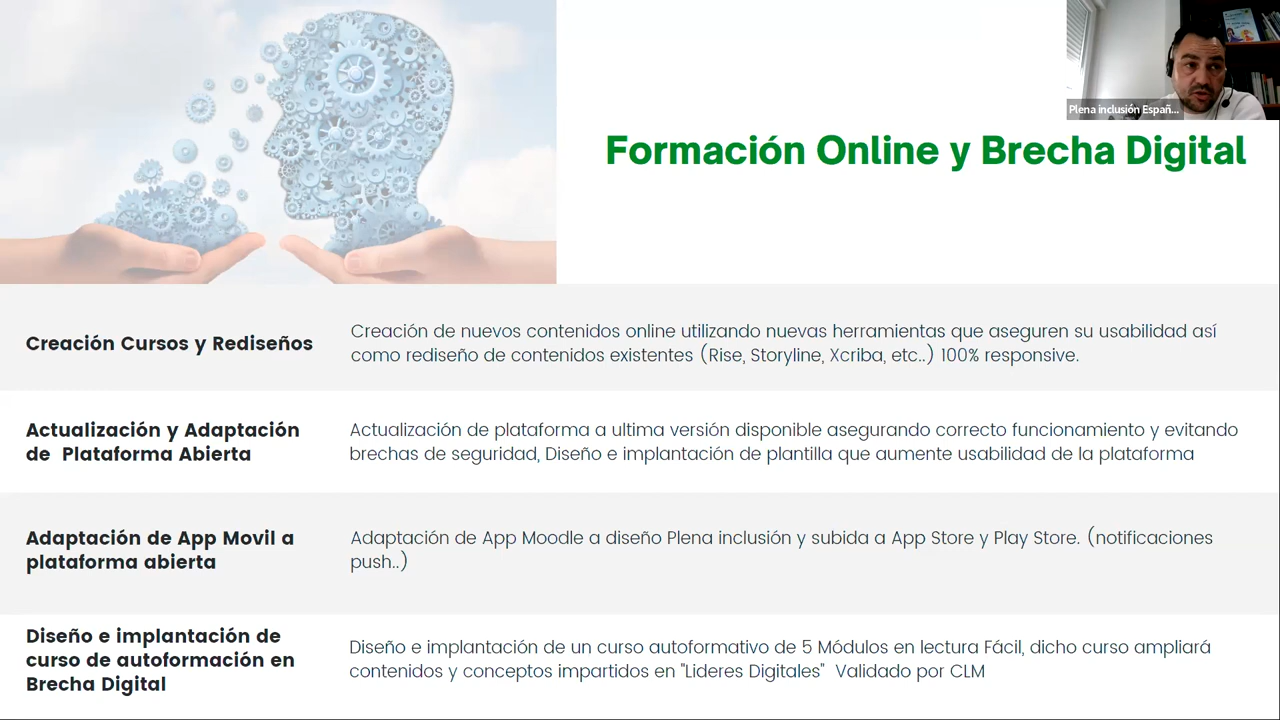 Plena inclusión Españ...
Formación Online y Brecha Digital
Creación Cursos y Rediseños
Creación de nuevos contenidos online utilizando nuevas herramientas que aseguren su usabilidad así
como rediseño de contenidos existentes (Rise, Storyline, Xcriba, etc..) 100% responsive.
Actualización y Adaptación
de Plataforma Abierta
Actualización de plataforma a ultima versión disponible asegurando correcto funcionamiento y evitando
brechas de seguridad, Diseño e implantación de plantilla que aumente usabilidad de la plataforma
Adaptación de App Movil a
plataforma abierta
Adaptación de App Moodle a diseño Plena inclusión y subida a App Store y Play Store. (notificaciones
push..)
Diseño e implantación de
curso de autoformación en
Brecha Digital
Diseño e implantación de un curso autoformativo de 5 Módulos en lectura Fácil, dicho curso ampliará
contenidos y conceptos impartidos en "Lideres Digitales" Validado por CLM